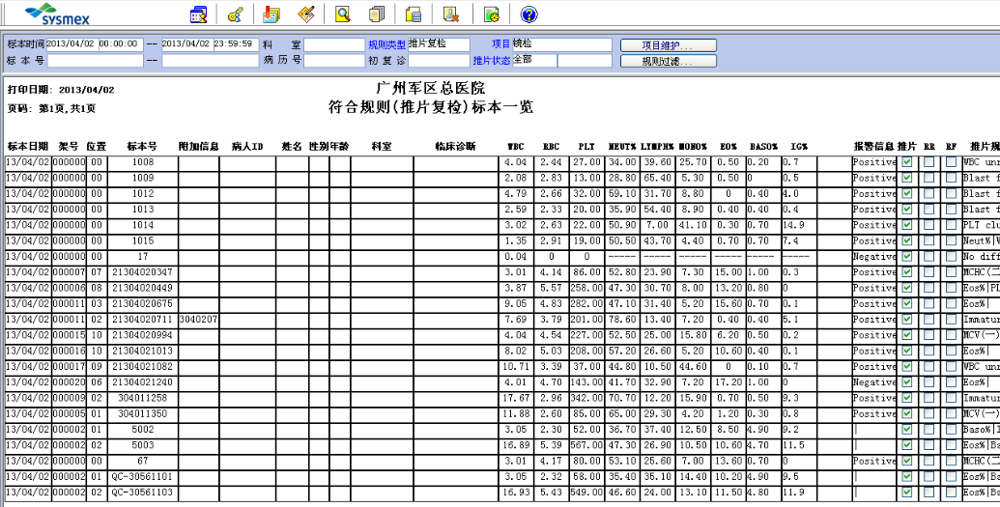 sysmex
标本时间 2013/04/02 00:00:00 -- 2013/04/02 23:59:59 科 室 规则类型 推片复检 项目 镜检 项目维护...
标本号 -- 病历号 初复诊 推片状态 全部 规则过滤...
打印日期: 2013/04/02 广州军区总医院
页码: 第1页,共1页 符合规则(推片复检)标本一览
标本日期 架号 位置 标本号 附加信息 病人ID 姓名 性别 年龄 科室 临床诊断 WBC RBC PLT NEUT% LYMPH% MONO% EO% BASO% IG% 报警信息 推片 RR RF 推片规
13/04/02 000000 00 1008 4.04 2.44 27.00 34.00 39.60 25.70 0.50 0.20 0.7 Positive WBC unr
13/04/02 000000 00 1009 2.08 2.83 13.00 28.80 65.40 5.30 0.50 0 0.5 Positive Blast f
13/04/02 000000 00 1012 4.79 2.66 32.00 59.10 31.70 8.80 0 0.40 4.0 Positive Blast f
13/04/02 000000 00 1013 2.59 2.33 20.00 35.90 54.40 8.90 0.40 0.40 0.4 Positive Blast f
13/04/02 000000 00 1014 3.02 2.63 22.00 50.90 7.00 41.10 0.30 0.70 14.9 Positive PLT clu
13/04/02 000000 00 1015 1.35 2.91 19.00 50.50 43.70 4.40 0.70 0.70 7.4 Positive Neut%|W
13/04/02 000000 00 17 0.04 0 0 ----- ----- ----- ----- ----- ----- Negative No diff
13/04/02 000007 07 21304020347 3.01 4.14 86.00 52.80 23.90 7.30 15.00 1.00 0.3 Positive MCHC(二
13/04/02 000006 08 21304020449 3.87 5.57 258.00 47.30 30.70 8.00 13.20 0.80 0 Positive Eos%|PL
13/04/02 000011 03 21304020675 9.05 4.83 282.00 47.10 31.40 5.20 15.60 0.70 0.1 Positive Eos%|
13/04/02 000011 02 21304020711 3040207 7.69 3.79 201.00 78.60 13.40 7.20 0.40 0.40 5.1 Positive Immatur
13/04/02 000015 10 21304020994 4.04 4.54 227.00 52.50 25.00 15.80 6.20 0.50 0.2 Positive MCV(一)
13/04/02 000016 10 21304021013 8.02 5.03 208.00 57.20 26.60 5.20 10.60 0.40 0.1 Positive Eos%|
13/04/02 000017 09 21304021082 10.71 3.39 37.00 44.80 10.50 44.60 0 0.10 0.7 Positive WBC unr
13/04/02 000020 06 21304021240 4.01 4.70 143.00 41.70 32.90 7.20 17.20 1.00 0 Negative Eos%|
13/04/02 000009 02 304011258 17.67 2.96 342.00 70.70 12.20 15.90 0.70 0.50 9.3 Positive Immatur
13/04/02 000005 01 304011350 11.88 2.60 85.00 65.00 29.30 4.20 1.20 0.30 0.8 Positive MCV(一)
13/04/02 000002 01 5002 3.05 2.30 52.00 36.70 37.40 12.50 8.50 4.90 9.2 | Baso%|I
13/04/02 000002 02 5003 16.89 5.39 567.00 47.30 26.90 10.50 10.60 4.70 11.5 | Eos%|Ba
13/04/02 000000 00 67 3.01 4.17 80.00 53.10 25.60 7.00 13.60 0.70 0 Positive MCHC(二
13/04/02 000002 01 QC-30561101 3.05 2.32 58.00 35.40 35.10 14.40 10.20 4.90 9.5 | Eos%|Ba
13/04/02 000002 02 QC-30561103 16.93 5.43 549.00 46.60 24.00 13.10 11.50 4.80 11.9 | Eos%|Ba